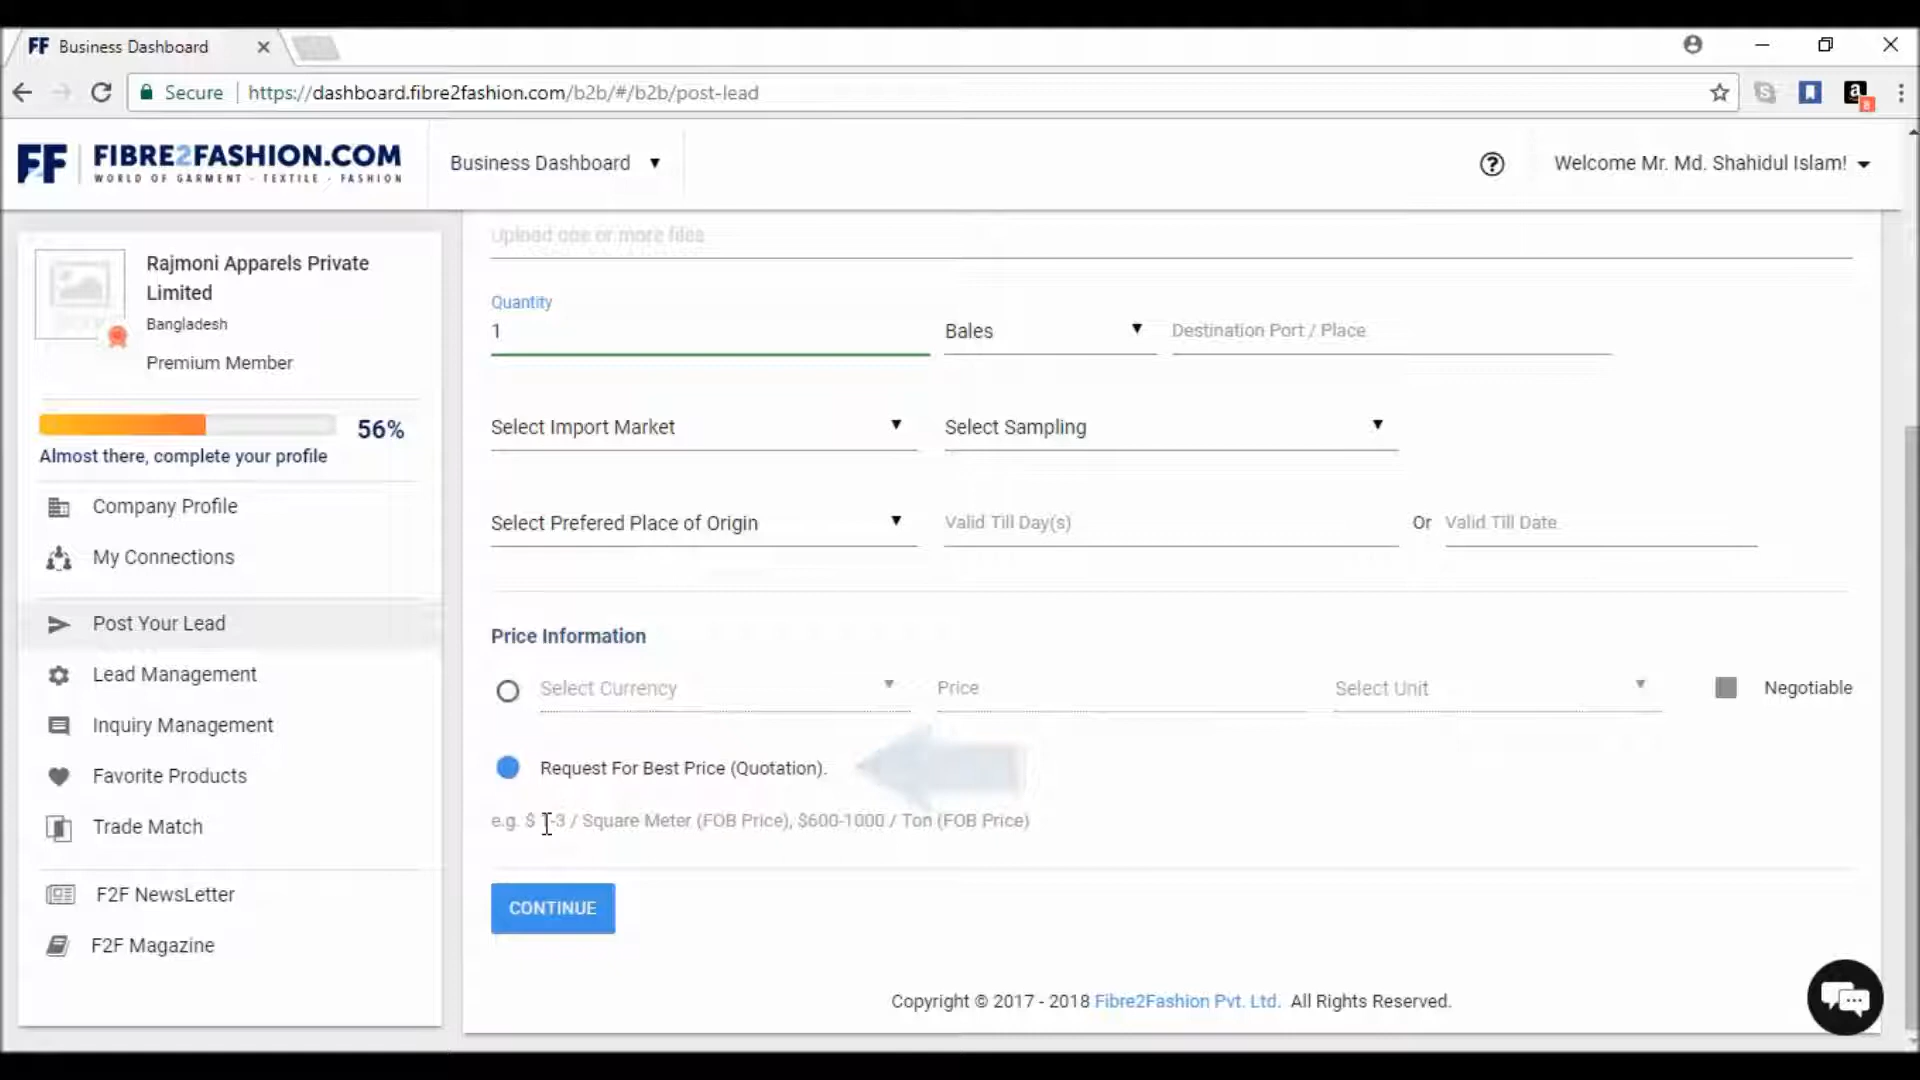 FF Business Dashboard
Secure https://dashboard.fibre2fashion.com/b2b/#/b2b/post-lead
a
8
FF FIBRE2FASHION.COM
WORLD OF GARMENT - TEXTILE - FASHION
Business Dashboard
Welcome Mr. Md. Shahidul Islam!
Rajmoni Apparels Private
Limited
Bangladesh
Premium Member
56%
Almost there, complete your profile
Company Profile
My Connections
Post Your Lead
Lead Management
Inquiry Management
Favorite Products
Trade Match
F2F NewsLetter
F2F Magazine
Upload one or more files
Quantity
1 Bales Destination Port / Place
Select Import Market Select Sampling
Select Prefered Place of Origin Valid Till Day(s) Or Valid Till Date
Price Information
Select Currency Price Select Unit Negotiable
Request For Best Price (Quotation).
e.g. $ -3 / Square Meter (FOB Price), $600-1000 / Ton (FOB Price)
CONTINUE
Copyright © 2017 - 2018 Fibre2Fashion Pvt. Ltd. All Rights Reserved.